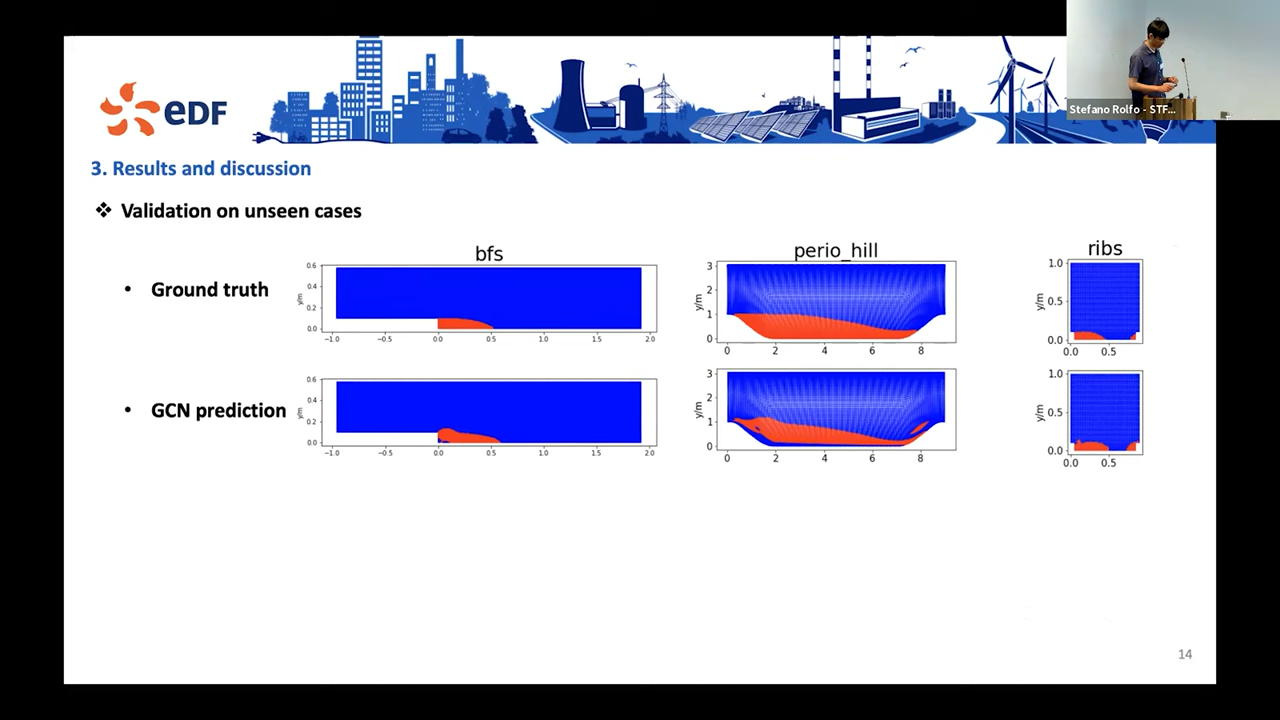 eDF
Stefano Rolfo - STF...
3. Results and discussion
❖ Validation on unseen cases
bfs
perio_hill
ribs
• Ground truth
y/m
0.6
0.4
0.2
0.0
−1.0 −0.5 0.0 0.5 1.0 1.5 2.0
y/m
3
2
1
0
0 2 4 6 8
y/m
1.0
0.5
0.0
0.0 0.5
• GCN prediction
y/m
0.6
0.4
0.2
0.0
−1.0 −0.5 0.0 0.5 1.0 1.5 2.0
y/m
3
2
1
0
0 2 4 6 8
y/m
1.0
0.5
0.0
0.0 0.5
14